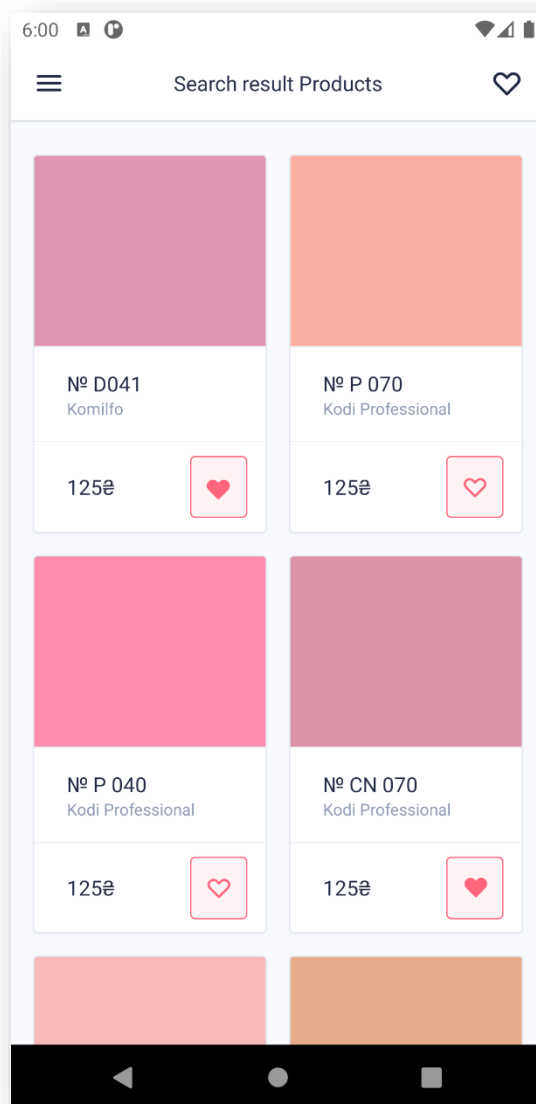 6:00
Search result Products
№ D041
Komilfo
125₴
№ P 070
Kodi Professional
125₴
№ P 040
Kodi Professional
125₴
№ CN 070
Kodi Professional
125₴